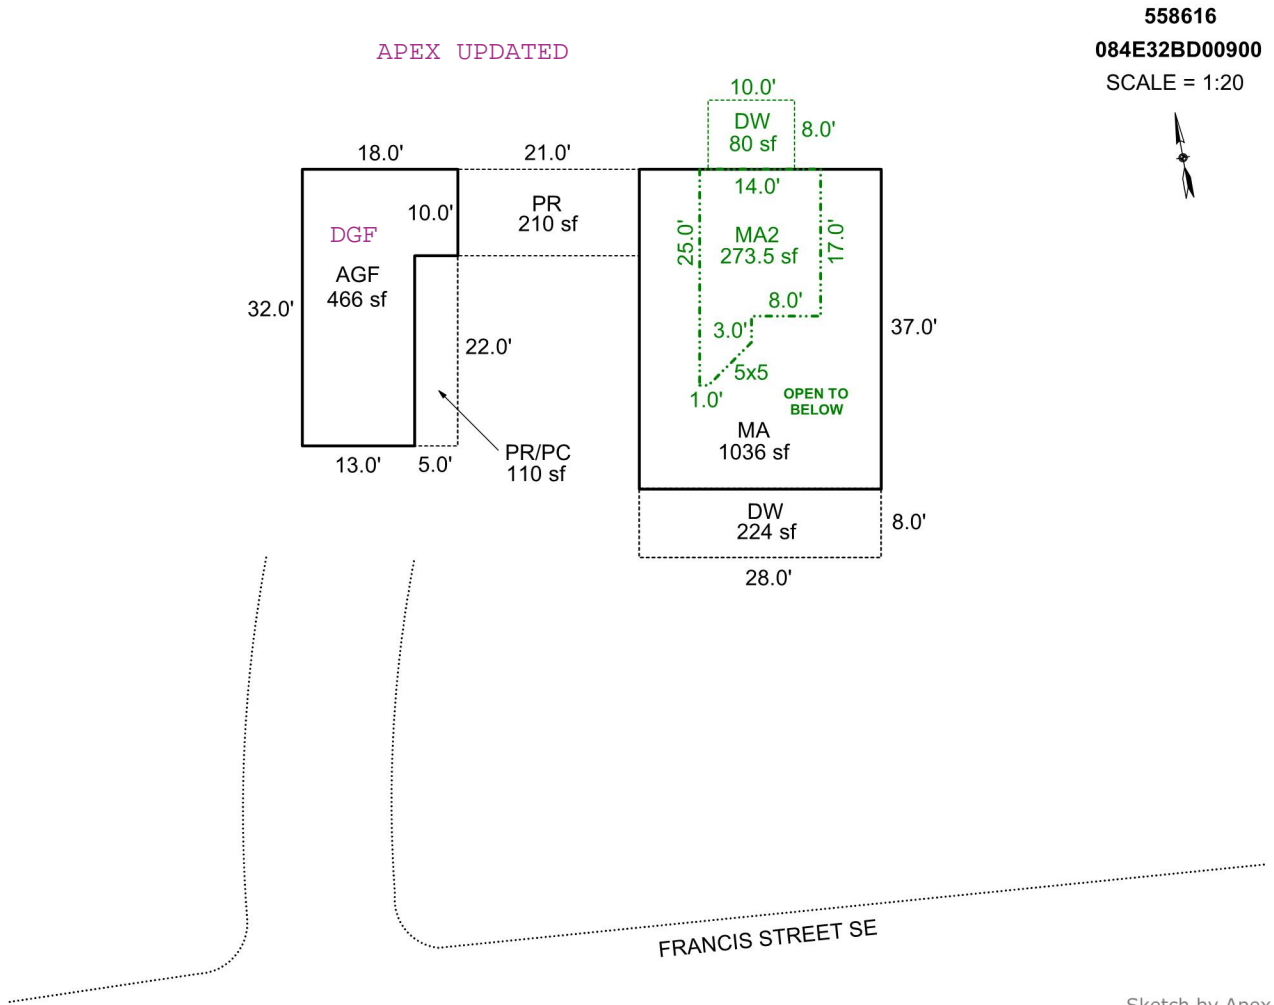 558616
084E32BD00900
SCALE = 1:20
APEX UPDATED
10.0'
DW
80 sf
8.0'
18.0'
21.0'
14.0'
10.0'
PR
210 sf
DGF
AGF
466 sf
32.0'
22.0'
13.0'
5.0'
PR/PC
110 sf
25.0'
MA2
273.5 sf
17.0'
8.0'
3.0'
5x5
1.0'
OPEN TO
BELOW
37.0'
MA
1036 sf
DW
224 sf
8.0'
28.0'
FRANCIS STREET SE
Sketch by Apex